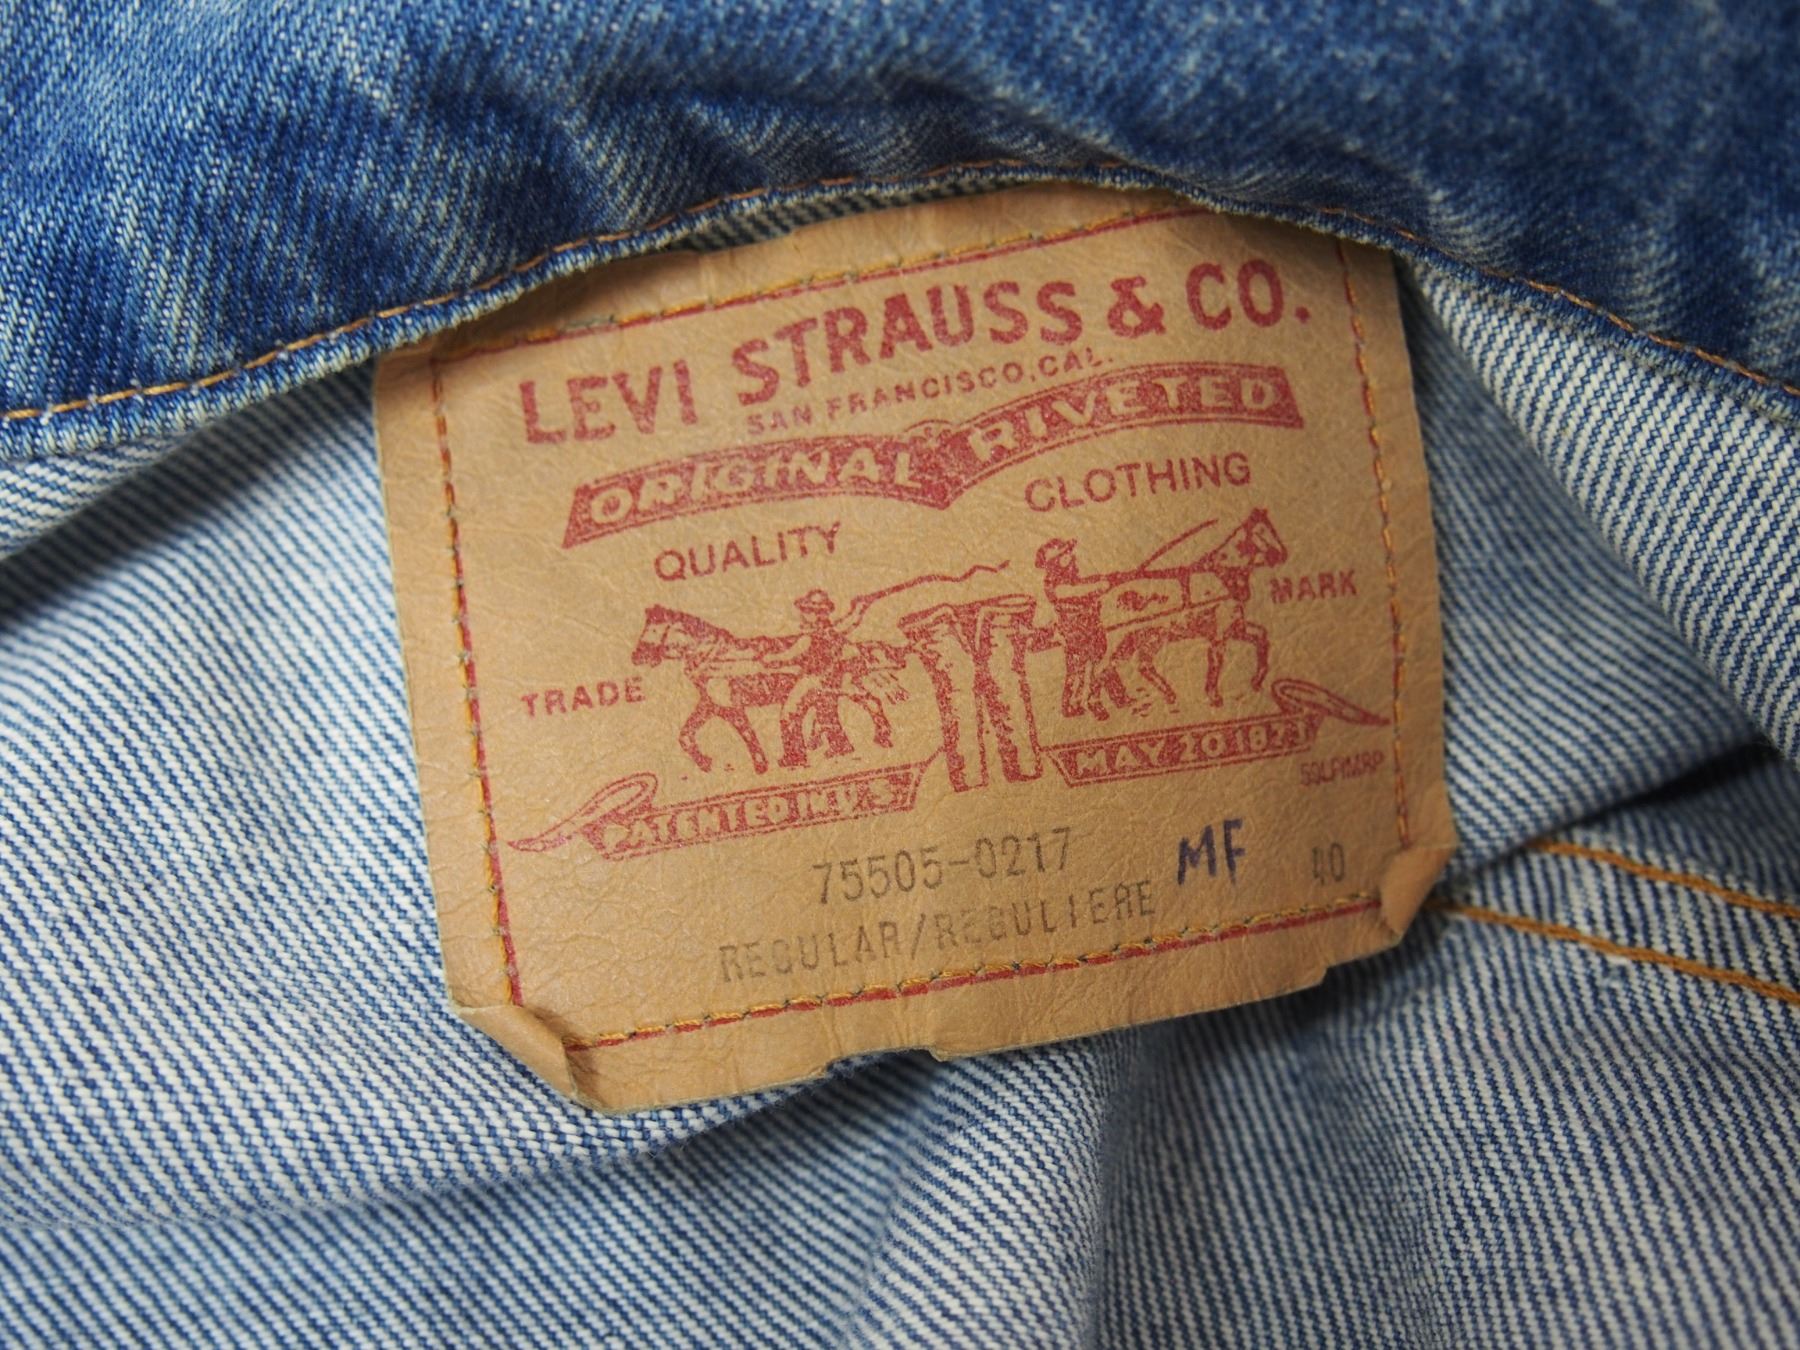 LEVI STRAUSS & CO.
SAN FRANCISCO, CAL.
ORIGINAL RIVETED
QUALITY CLOTHING
TRADE MARK
PATENTED IN U.S. MAY 20 1873
75505-0217 MF 40
REGULAR/REGULIERE